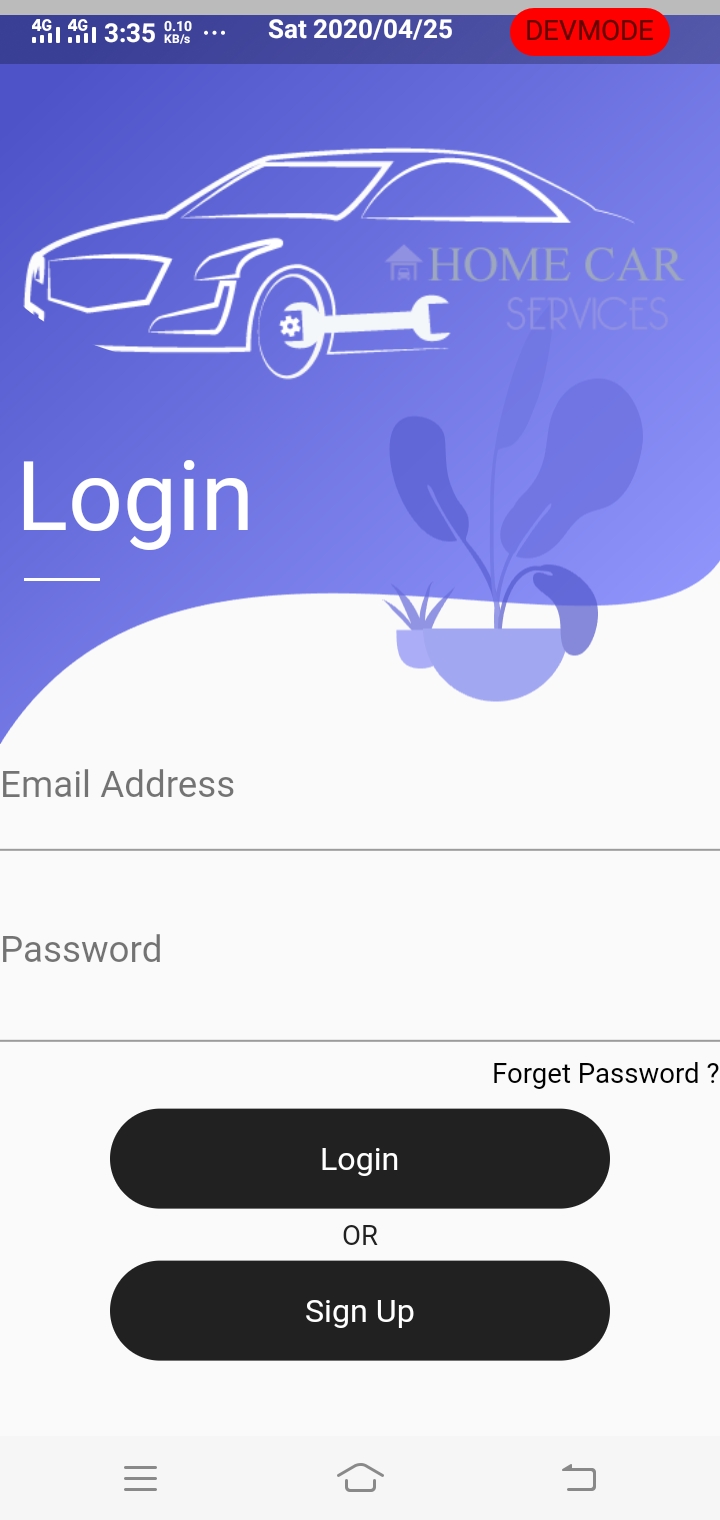 4G 4G 3:35 0.10 KB/s ... Sat 2020/04/25 DEVMODE
HOME CAR
SERVICES
Login
Email Address
Password
Forget Password ?
Login
OR
Sign Up